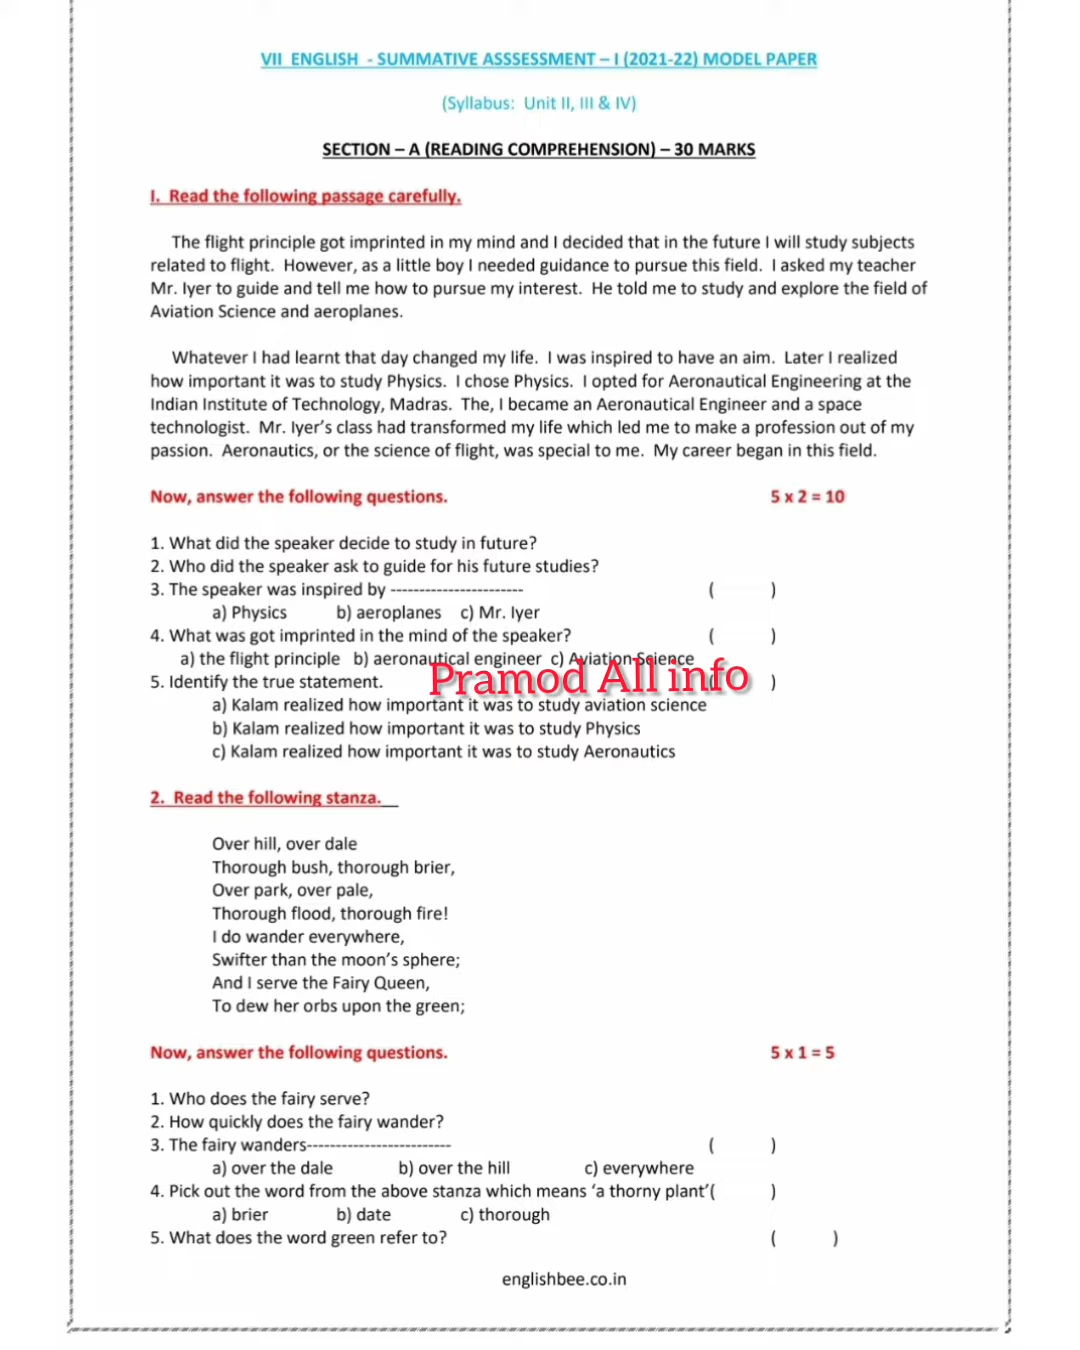 VII ENGLISH - SUMMATIVE ASSSESSMENT – I (2021-22) MODEL PAPER
(Syllabus: Unit II, III & IV)
SECTION – A (READING COMPREHENSION) – 30 MARKS
I. Read the following passage carefully.
The flight principle got imprinted in my mind and I decided that in the future I will study subjects
related to flight. However, as a little boy I needed guidance to pursue this field. I asked my teacher
Mr. Iyer to guide and tell me how to pursue my interest. He told me to study and explore the field of
Aviation Science and aeroplanes.
Whatever I had learnt that day changed my life. I was inspired to have an aim. Later I realized
how important it was to study Physics. I chose Physics. I opted for Aeronautical Engineering at the
Indian Institute of Technology, Madras. The, I became an Aeronautical Engineer and a space
technologist. Mr. Iyer's class had transformed my life which led me to make a profession out of my
passion. Aeronautics, or the science of flight, was special to me. My career began in this field.
Now, answer the following questions. 5 x 2 = 10
1. What did the speaker decide to study in future?
2. Who did the speaker ask to guide for his future studies?
3. The speaker was inspired by ----------------------- ( )
a) Physics b) aeroplanes c) Mr. Iyer
4. What was got imprinted in the mind of the speaker? ( )
a) the flight principle b) aeronautical engineer c) Aviation Science
5. Identify the true statement. ( )
Pramod All info
a) Kalam realized how important it was to study aviation science
b) Kalam realized how important it was to study Physics
c) Kalam realized how important it was to study Aeronautics
2. Read the following stanza.
Over hill, over dale
Thorough bush, thorough brier,
Over park, over pale,
Thorough flood, thorough fire!
I do wander everywhere,
Swifter than the moon's sphere;
And I serve the Fairy Queen,
To dew her orbs upon the green;
Now, answer the following questions. 5 x 1 = 5
1. Who does the fairy serve?
2. How quickly does the fairy wander?
3. The fairy wanders------------------------- ( )
a) over the dale b) over the hill c) everywhere
4. Pick out the word from the above stanza which means 'a thorny plant'( )
a) brier b) date c) thorough
5. What does the word green refer to? ( )
englishbee.co.in